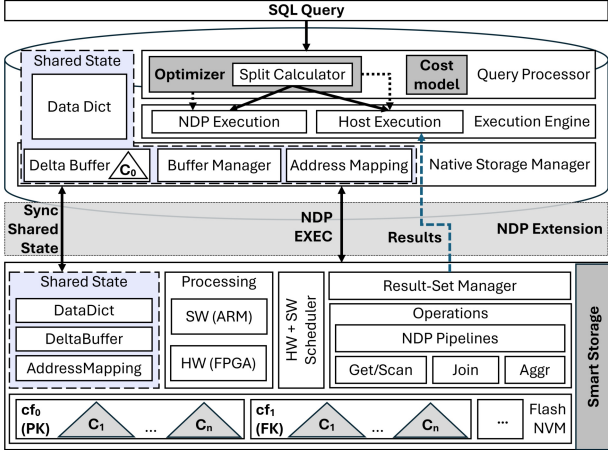 SQL Query
Shared State
Data Dict
Optimizer
Split Calculator
Cost
model
Query Processor
NDP Execution
Host Execution
Execution Engine
Delta Buffer
C₀
Buffer Manager
Address Mapping
Native Storage Manager
Sync
Shared
State
NDP
EXEC
Results
NDP Extension
Shared State
DataDict
DeltaBuffer
AddressMapping
Processing
SW (ARM)
HW (FPGA)
HW + SW
Scheduler
Result-Set Manager
Operations
NDP Pipelines
Get/Scan
Join
Aggr
Smart Storage
cf₀
(PK)
C₁
...
Cₙ
cf₁
(FK)
C₁
...
Cₙ
...
Flash
NVM